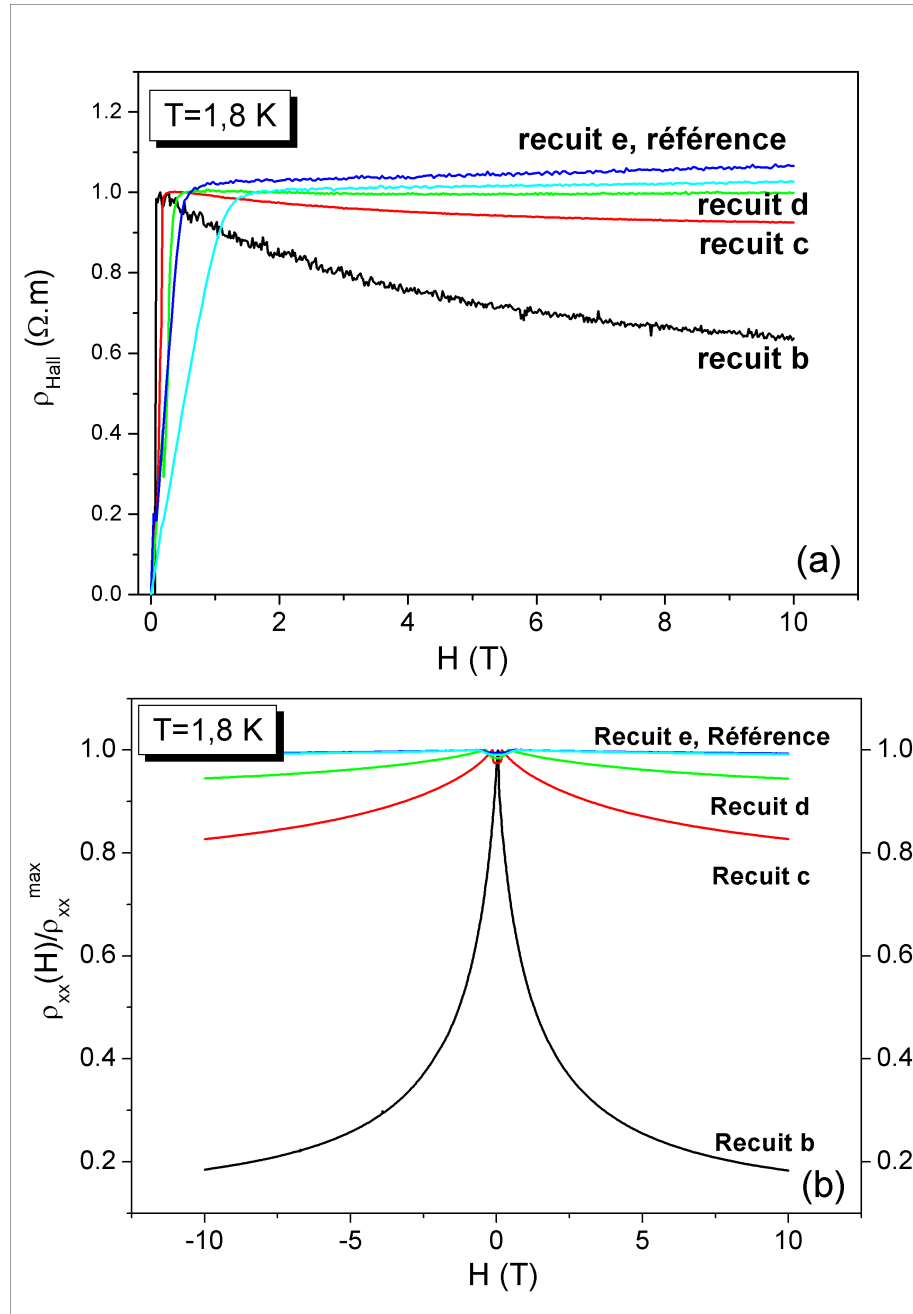 T=1,8 K
recuit e, référence
recuit d
recuit c
recuit b
(a)
1.2
1.0
0.8
0.6
0.4
0.2
0.0
ρHall (Ω.m)
0 2 4 6 8 10
H (T)
T=1,8 K
Recuit e, Référence
Recuit d
Recuit c
Recuit b
(b)
1.0 1.0
0.8 0.8
0.6 0.6
0.4 0.4
0.2 0.2
ρxx(H)/ρxxmax
-10 -5 0 5 10
H (T)